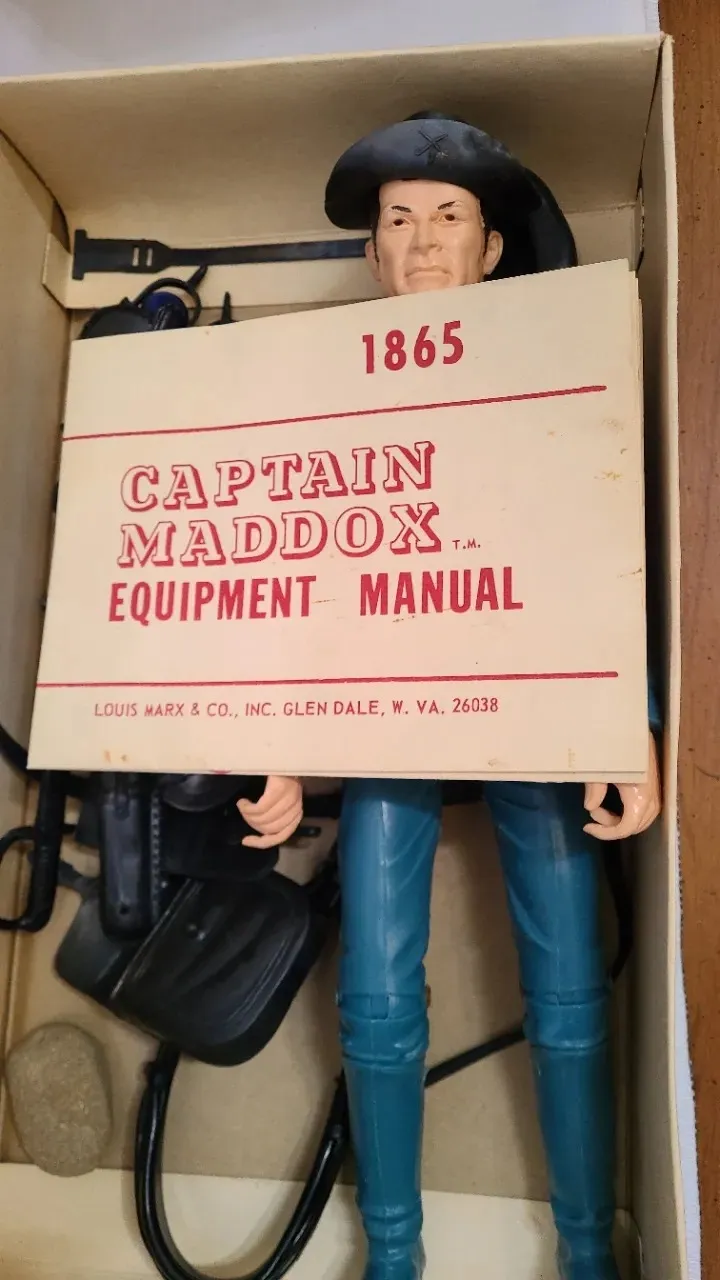 1865
CAPTAIN
MADDOX T.M.
EQUIPMENT MANUAL
LOUIS MARX & CO., INC. GLEN DALE, W. VA. 26038